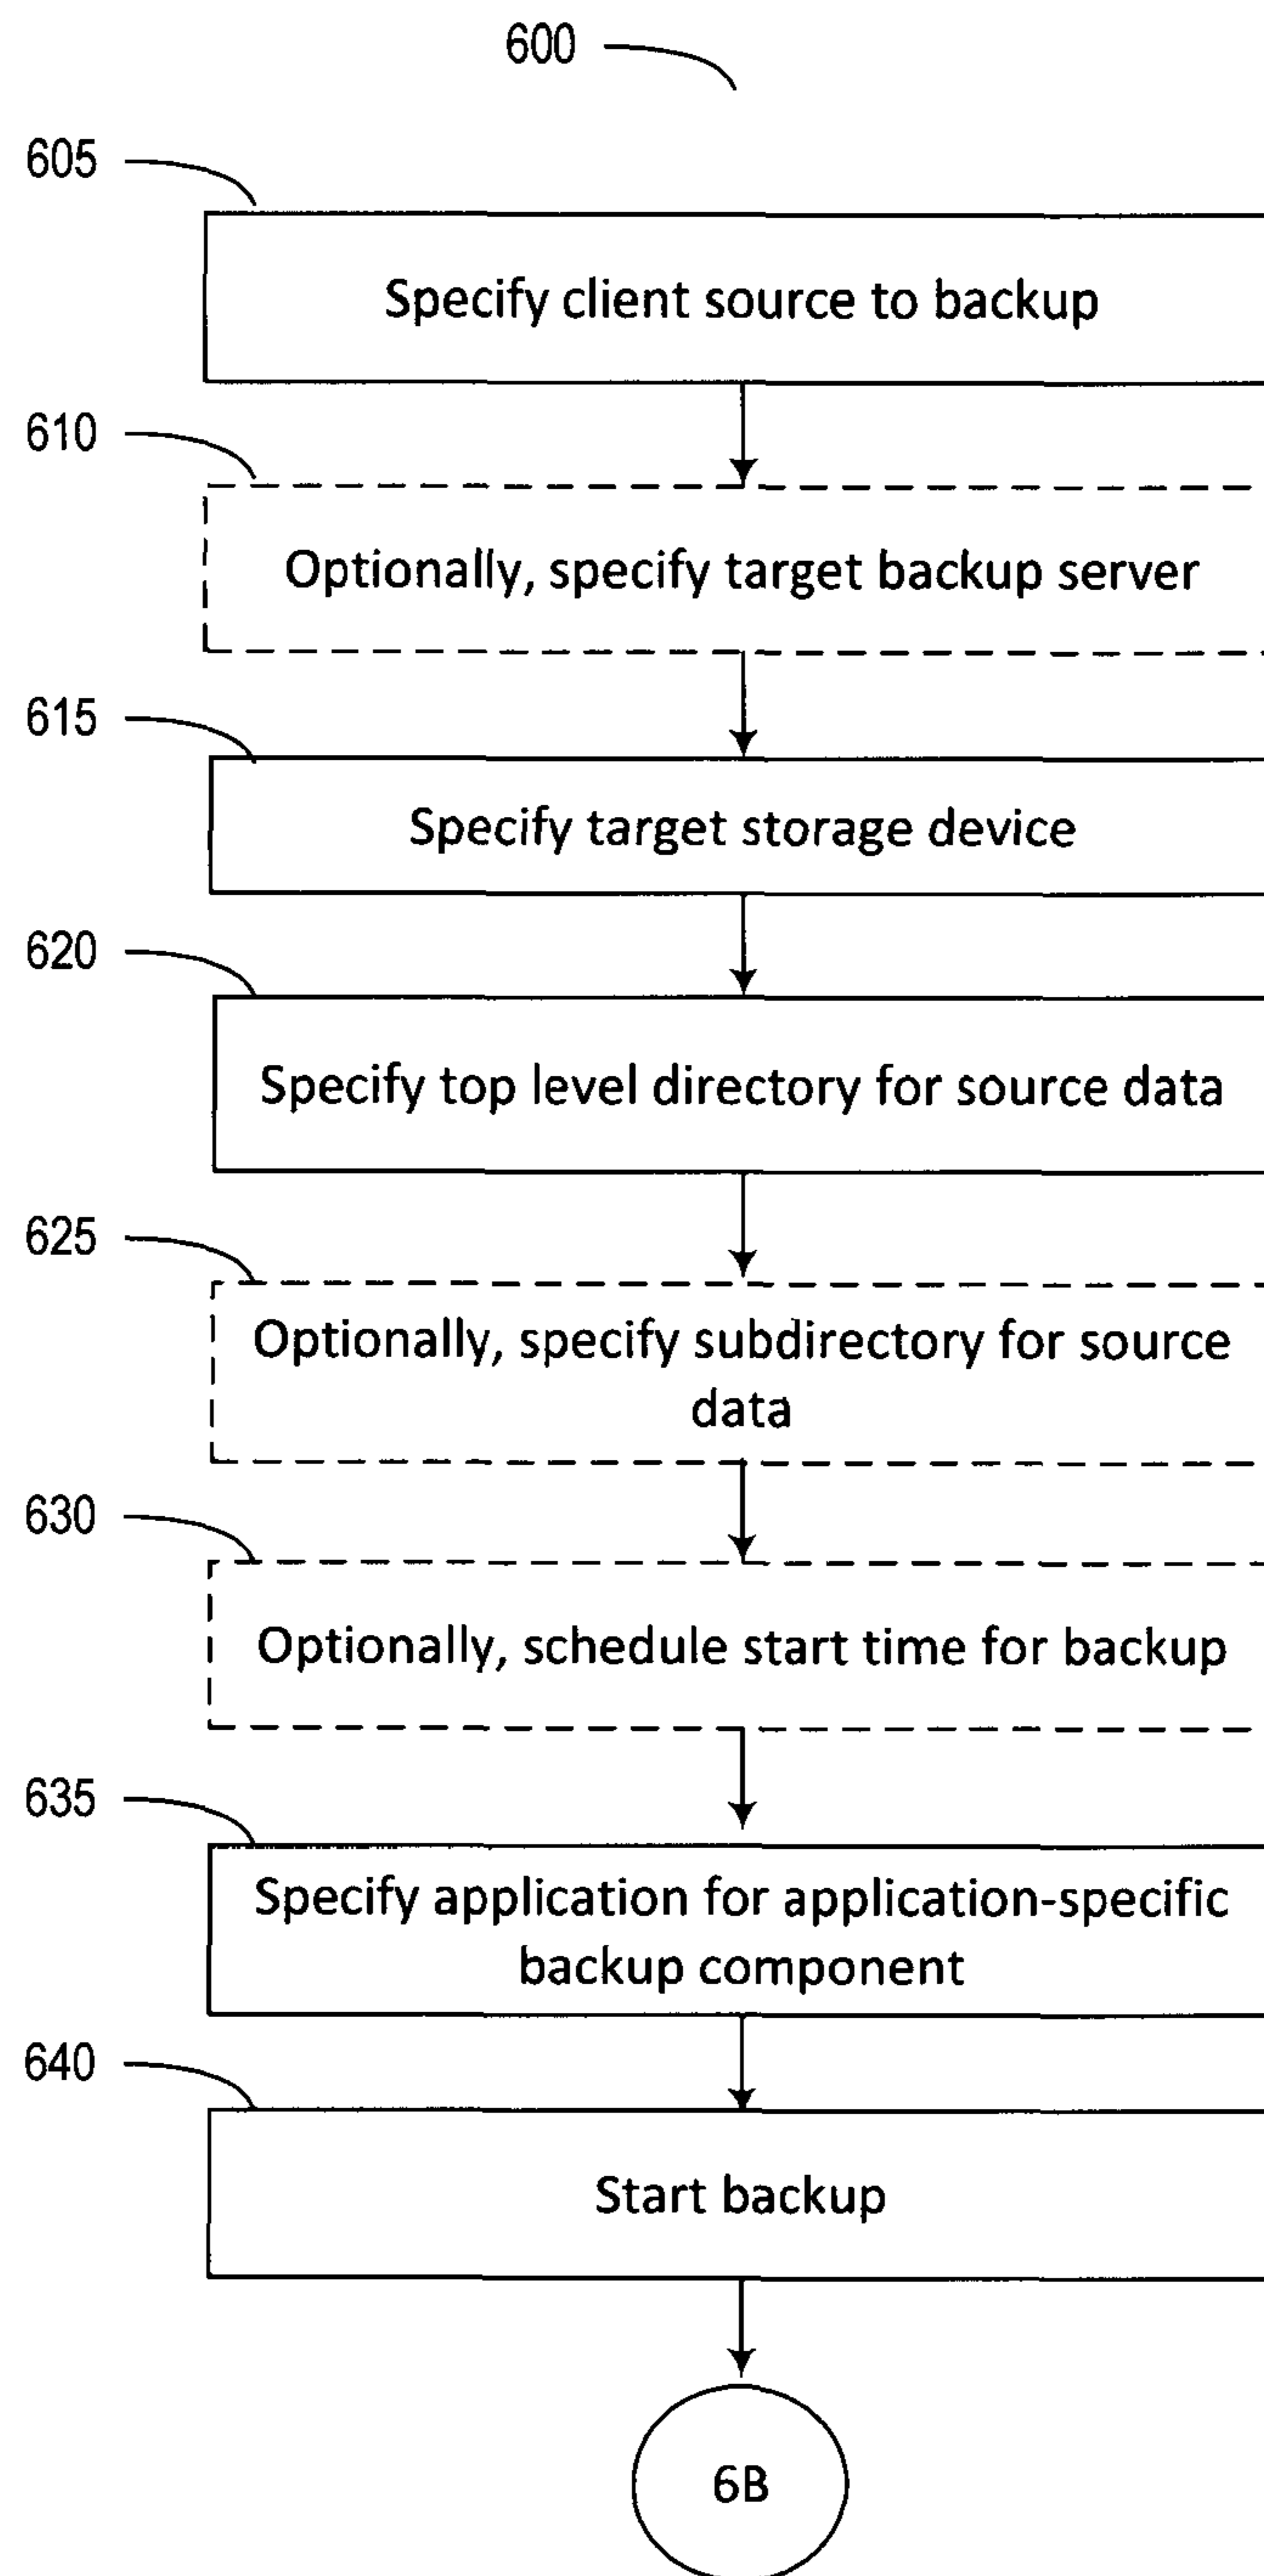 600
605
Specify client source to backup
610
Optionally, specify target backup server
615
Specify target storage device
620
Specify top level directory for source data
625
Optionally, specify subdirectory for source
data
630
Optionally, schedule start time for backup
635
Specify application for application-specific
backup component
640
Start backup
6B